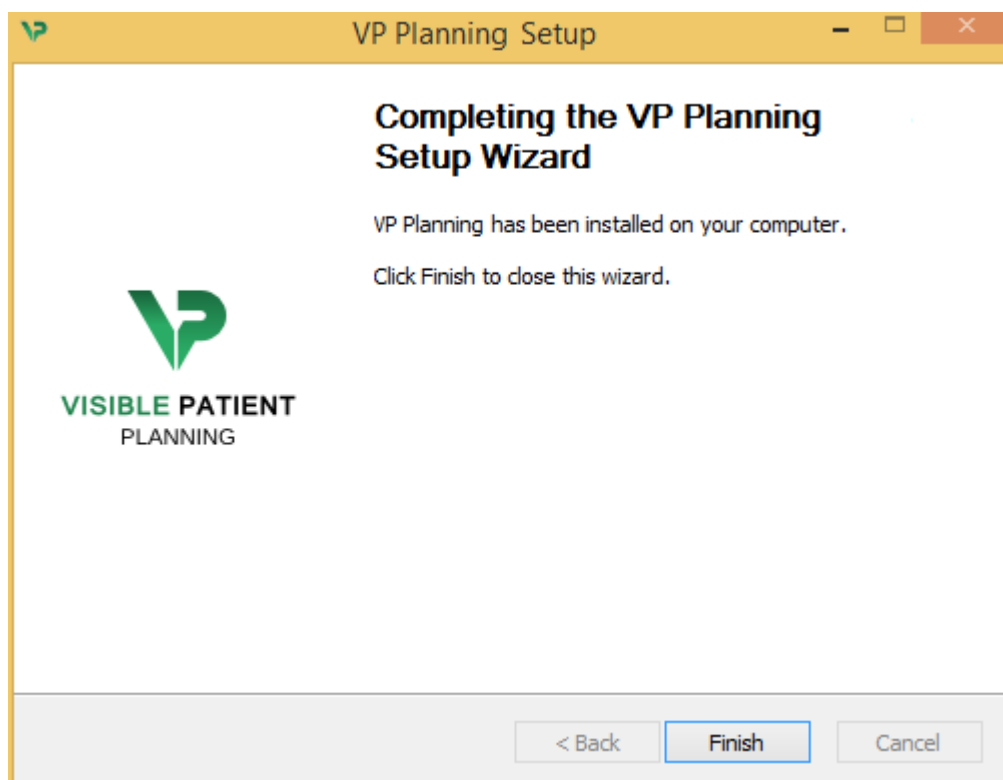 VP Planning Setup
Completing the VP Planning
Setup Wizard
VP Planning has been installed on your computer.
Click Finish to close this wizard.
VP
VISIBLE PATIENT
PLANNING
< Back
Finish
Cancel